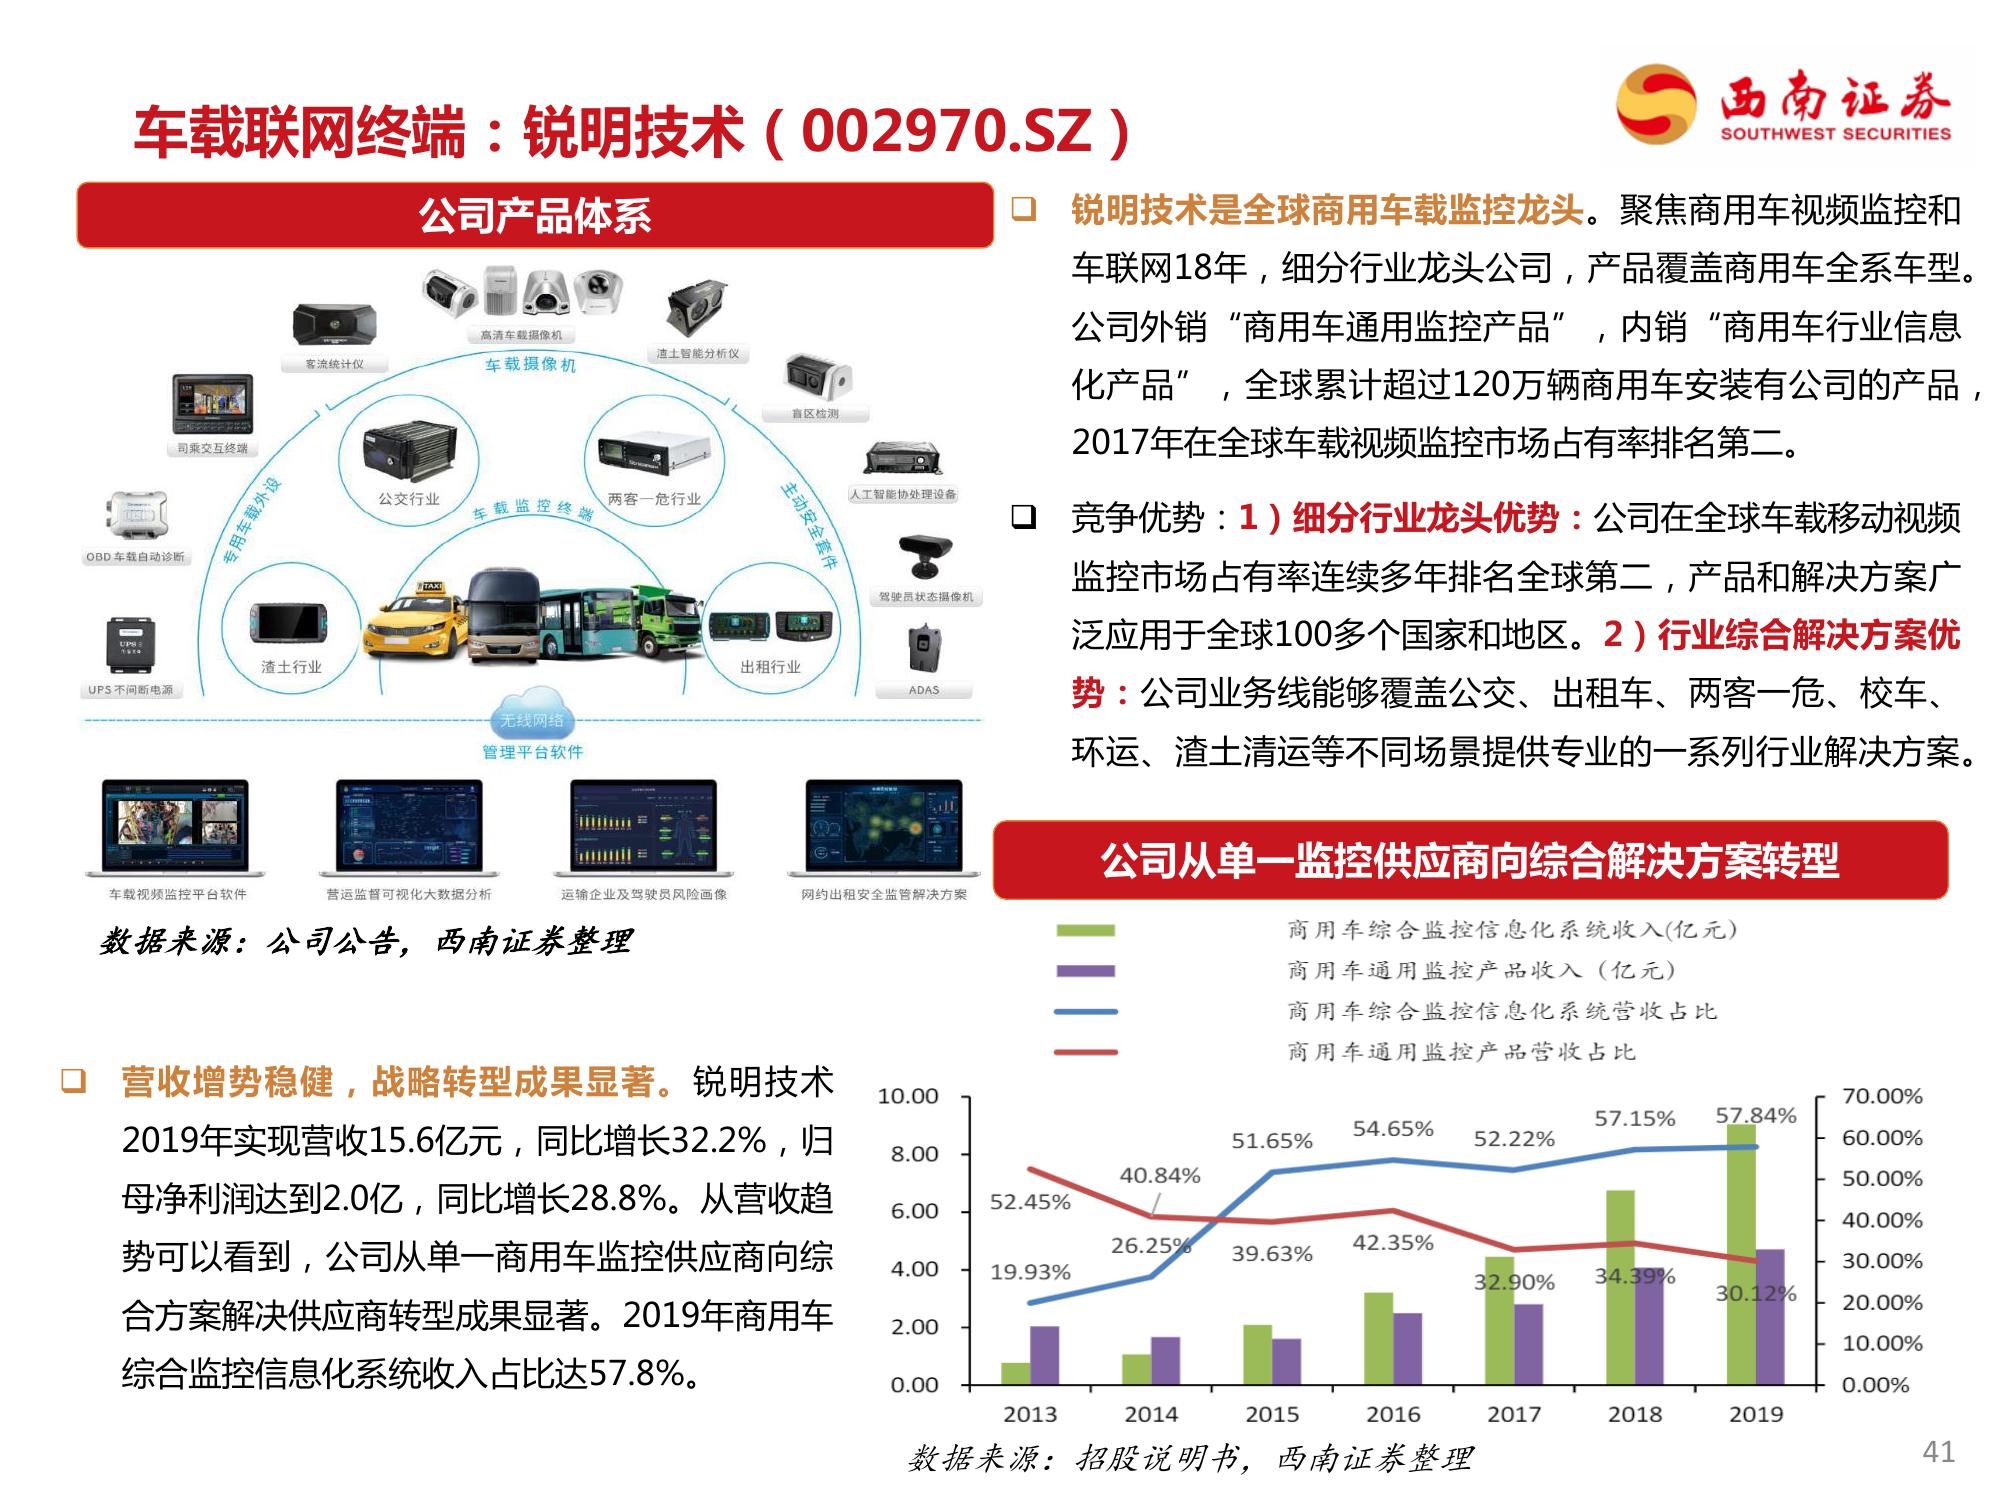 车载联网终端：锐明技术（002970.SZ）
西南证券
SOUTHWEST SECURITIES
公司产品体系
高清车载摄像机
客流统计仪
渣土智能分析仪
车载摄像机
盲区检测
司乘交互终端
公交行业
两客一危行业
人工智能协处理设备
专用车载外设
车载监控终端
主动安全套件
OBD 车载自动诊断
驾驶员状态摄像机
TAXI
UPS
渣土行业
出租行业
UPS 不间断电源
ADAS
无线网络
管理平台软件
车载视频监控平台软件
营运监督可视化大数据分析
运输企业及驾驶员风险画像
网约出租安全监管解决方案
数据来源：公司公告，西南证券整理
锐明技术是全球商用车载监控龙头。聚焦商用车视频监控和
车联网18年，细分行业龙头公司，产品覆盖商用车全系车型。
公司外销“商用车通用监控产品”，内销“商用车行业信息
化产品”，全球累计超过120万辆商用车安装有公司的产品，
2017年在全球车载视频监控市场占有率排名第二。
竞争优势：1）细分行业龙头优势：公司在全球车载移动视频
监控市场占有率连续多年排名全球第二，产品和解决方案广
泛应用于全球100多个国家和地区。2）行业综合解决方案优
势：公司业务线能够覆盖公交、出租车、两客一危、校车、
环运、渣土清运等不同场景提供专业的一系列行业解决方案。
营收增势稳健，战略转型成果显著。锐明技术
2019年实现营收15.6亿元，同比增长32.2%，归
母净利润达到2.0亿，同比增长28.8%。从营收趋
势可以看到，公司从单一商用车监控供应商向综
合方案解决供应商转型成果显著。2019年商用车
综合监控信息化系统收入占比达57.8%。
公司从单一监控供应商向综合解决方案转型
商用车综合监控信息化系统收入(亿元)
商用车通用监控产品收入（亿元）
商用车综合监控信息化系统营收占比
商用车通用监控产品营收占比
10.00
8.00
6.00
4.00
2.00
0.00
70.00%
60.00%
50.00%
40.00%
30.00%
20.00%
10.00%
0.00%
52.45%
40.84%
39.63%
42.35%
32.90%
34.39%
30.12%
19.93%
26.25%
51.65%
54.65%
52.22%
57.15%
57.84%
2013 2014 2015 2016 2017 2018 2019
数据来源：招股说明书，西南证券整理
41